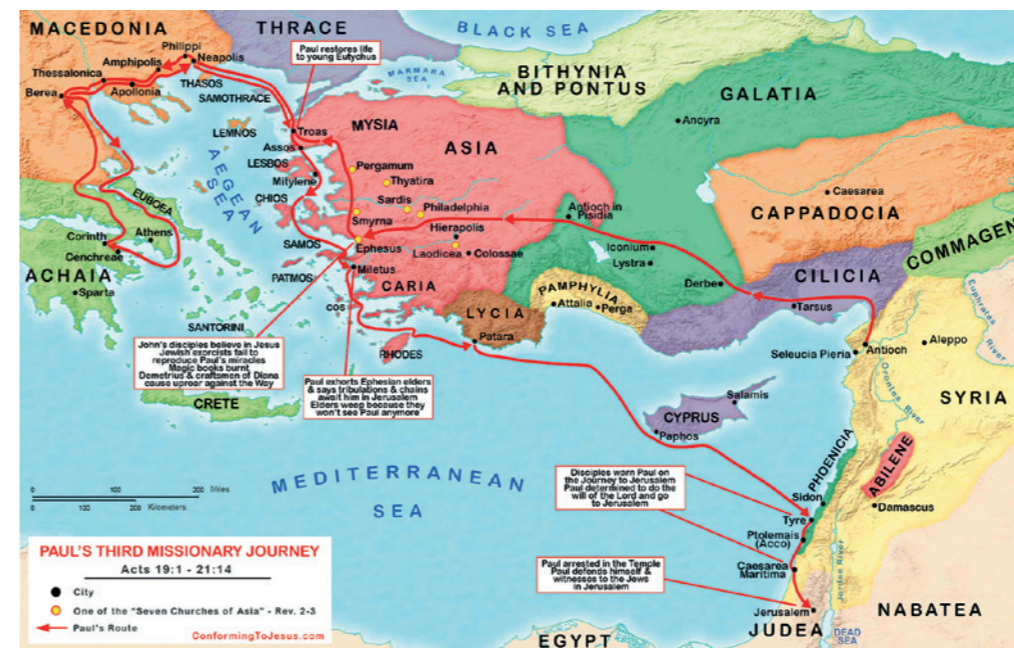 MACEDONIA
THRACE
BLACK SEA
Philippi
Neapolis
Paul restores life
to young Eutychus
Amphipolis
Thessalonica
Apollonia
Berea
THASOS
SAMOTHRACE
MARMARA
SEA
BITHYNIA
AND PONTUS
GALATIA
Ancyra
LEMNOS
Troas
MYSIA
ASIA
Assos
LESBOS
Mitylene
AEGEAN
SEA
Pergamum
Thyatira
CHIOS
Sardis
Philadelphia
Smyrna
Antioch in
Pisidia
Caesarea
CAPPADOCIA
EUBOEA
Athens
Corinth
Cenchreae
SAMOS
Ephesus
Hierapolis
Laodicea
Colossae
Iconium
Lystra
COMMAGEN
ACHAIA
Sparta
PATMOS
Miletus
CARIA
PAMPHYLIA
Attalia
Perga
Derbe
CILICIA
Tarsus
Euphrates
River
COS
LYCIA
Patara
SANTORINI
RHODES
Seleucia Pieria
Antioch
Aleppo
Orontes River
SYRIA
John's disciples believe in Jesus
Jewish exorcists fail to
reproduce Paul's miracles
Magic books burnt
Demetrius & craftsmen of Diana
cause uproar against the Way
Paul exhorts Ephesian elders
& says tribulations & chains
await him in Jerusalem
Elders weep because they
won't see Paul anymore
CRETE
Salamis
CYPRUS
Paphos
PHOENICIA
ABILENE
MEDITERRANEAN
SEA
Disciples warn Paul on
the Journey to Jerusalem
Paul determined to do the
will of the Lord and go
to Jerusalem
Sidon
Tyre
Damascus
Ptolemais
(Acco)
0 100 200 Miles
0 100 200 Kilometers
Paul arrested in the Temple
Paul defends himself &
witnesses to the Jews
in Jerusalem
Caesarea
Maritima
Jordan River
Jerusalem
JUDEA
DEAD
SEA
NABATEA
EGYPT
PAUL'S THIRD MISSIONARY JOURNEY
Acts 19:1 - 21:14
City
One of the "Seven Churches of Asia" - Rev. 2-3
Paul's Route
ConformingToJesus.com